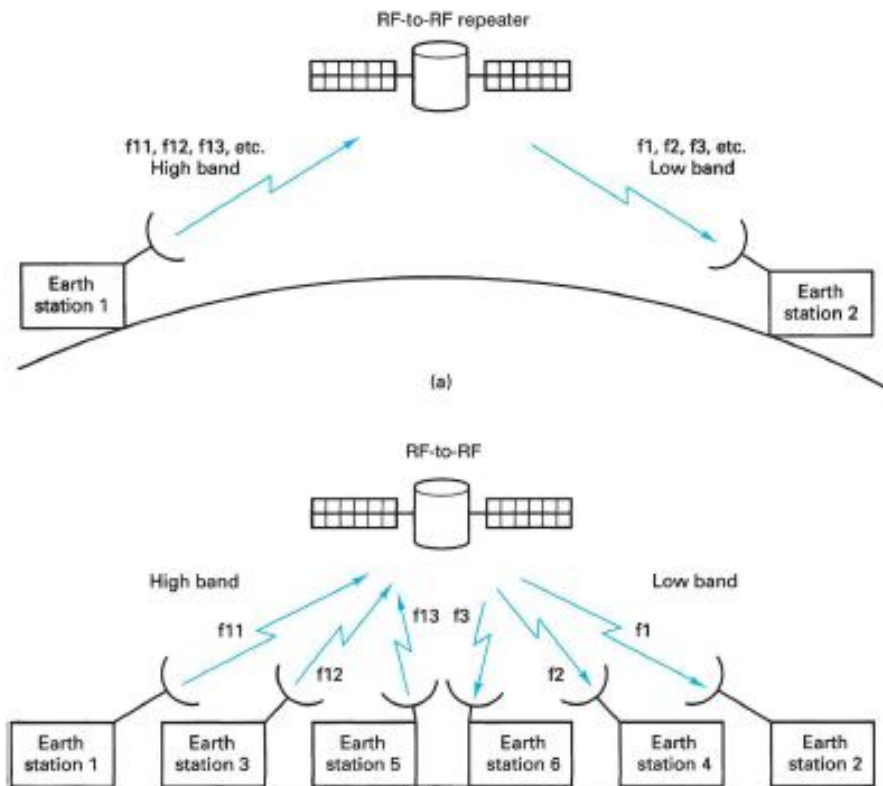 RF-to-RF repeater
f11, f12, f13, etc.
High band
f1, f2, f3, etc.
Low band
Earth
station 1
Earth
station 2
(a)
RF-to-RF
High band
Low band
f11
f12
f13
f3
f2
f1
Earth
station 1
Earth
station 3
Earth
station 5
Earth
station 6
Earth
station 4
Earth
station 2